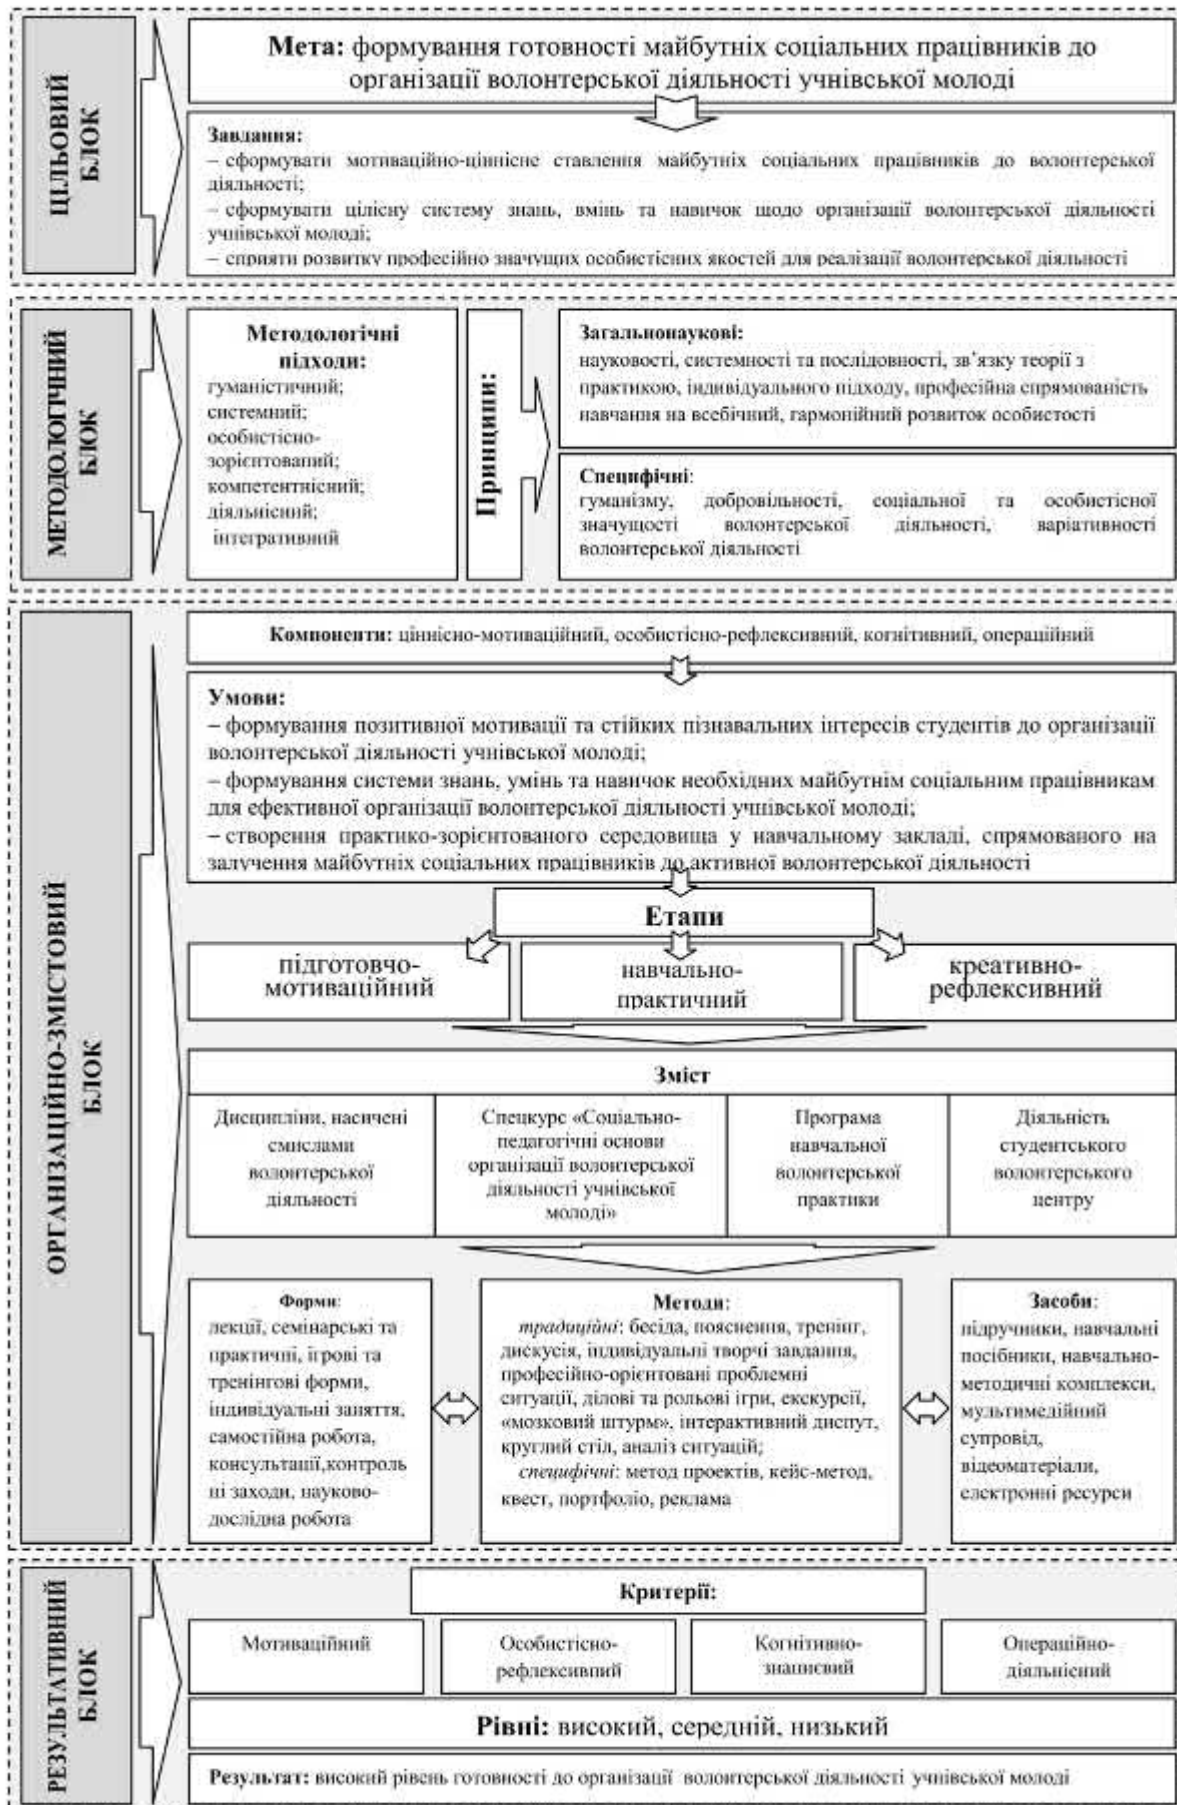 ЦІЛЬОВИЙ
БЛОК
Мета: формування готовності майбутніх соціальних працівників до
організації волонтерської діяльності учнівської молоді
Завдання:
– сформувати мотиваційно-ціннісне ставлення майбутніх соціальних працівників до волонтерської
діяльності;
– сформувати цілісну систему знань, вмінь та навичок щодо організації волонтерської діяльності
учнівської молоді;
– сприяти розвитку професійно значущих особистісних якостей для реалізації волонтерської діяльності
МЕТОДОЛОГІЧНИЙ
БЛОК
Методологічні
підходи:
гуманістичний;
системний;
особистісно-
зорієнтований;
компетентнісний;
діяльнісний;
інтегративний
Принципи:
Загальнонаукові:
науковості, системності та послідовності, зв’язку теорії з
практикою, індивідуального підходу, професійна спрямованість
навчання на всебічний, гармонійний розвиток особистості
Специфічні:
гуманізму, добровільності, соціальної та особистісної
значущості волонтерської діяльності, варіативності
волонтерської діяльності
ОРГАНІЗАЦІЙНО-ЗМІСТОВИЙ
БЛОК
Компоненти: ціннісно-мотиваційний, особистісно-рефлексивний, когнітивний, операційний
Умови:
– формування позитивної мотивації та стійких пізнавальних інтересів студентів до організації
волонтерської діяльності учнівської молоді;
– формування системи знань, умінь та навичок необхідних майбутнім соціальним працівникам
для ефективної організації волонтерської діяльності учнівської молоді;
– створення практико-зорієнтованого середовища у навчальному закладі, спрямованого на
залучення майбутніх соціальних працівників до активної волонтерської діяльності
Етапи
підготовчо-
мотиваційний
навчально-
практичний
креативно-
рефлексивний
Зміст
Дисципліни, насичені
смислами
волонтерської
діяльності
Спецкурс «Соціально-
педагогічні основи
організації волонтерської
діяльності учнівської
молоді»
Програма
навчальної
волонтерської
практики
Діяльність
студентського
волонтерського
центру
Форми:
лекції, семінарські та
практичні, ігрові та
тренінгові форми,
індивідуальні заняття,
самостійна робота,
консультації,контроль
ні заходи, науково-
дослідна робота
Методи:
традиційні: бесіда, пояснення, тренінг,
дискусія, індивідуальні творчі завдання,
професійно-орієнтовані проблемні
ситуації, ділові та рольові ігри, екскурсії,
«мозковий штурм», інтерактивний диспут,
круглий стіл, аналіз ситуацій;
специфічні: метод проектів, кейс-метод,
квест, портфоліо, реклама
Засоби:
підручники, навчальні
посібники, навчально-
методичні комплекси,
мультимедійний
супровід,
відеоматеріали,
електронні ресурси
РЕЗУЛЬТАТИВНИЙ
БЛОК
Критерії:
Мотиваційний
Особистісно-
рефлексивний
Когнітивно-
знаннєвий
Операційно-
діяльнісний
Рівні: високий, середній, низький
Результат: високий рівень готовності до організації волонтерської діяльності учнівської молоді